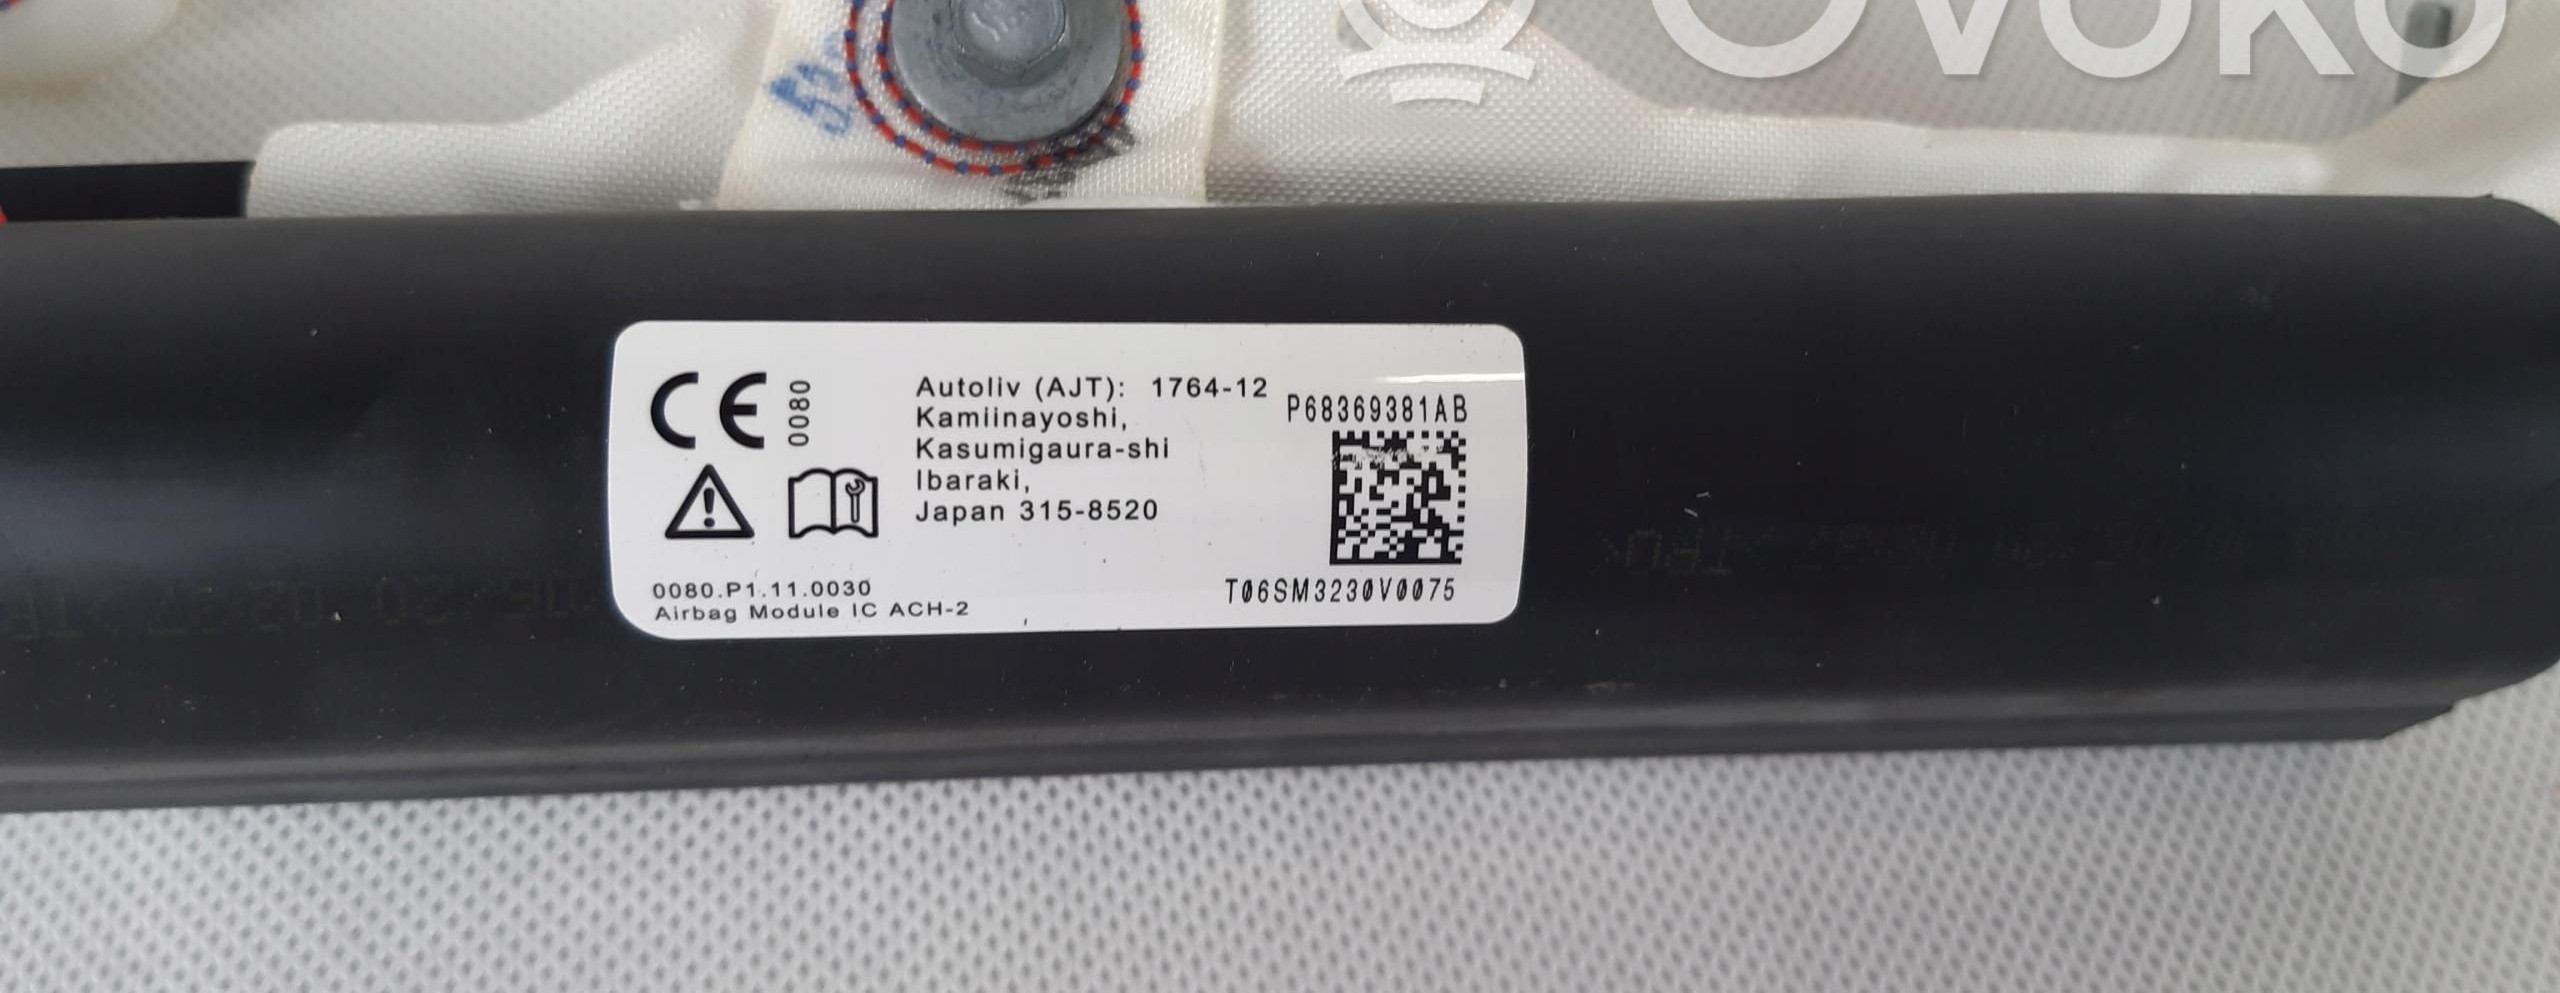 OVOKO
CE 0080
Autoliv (AJT): 1764-12
Kamiinayoshi,
Kasumigaura-shi
Ibaraki,
Japan 315-8520
P68369381AB
0080.P1.11.0030
Airbag Module IC ACH-2
T06SM3230V0075